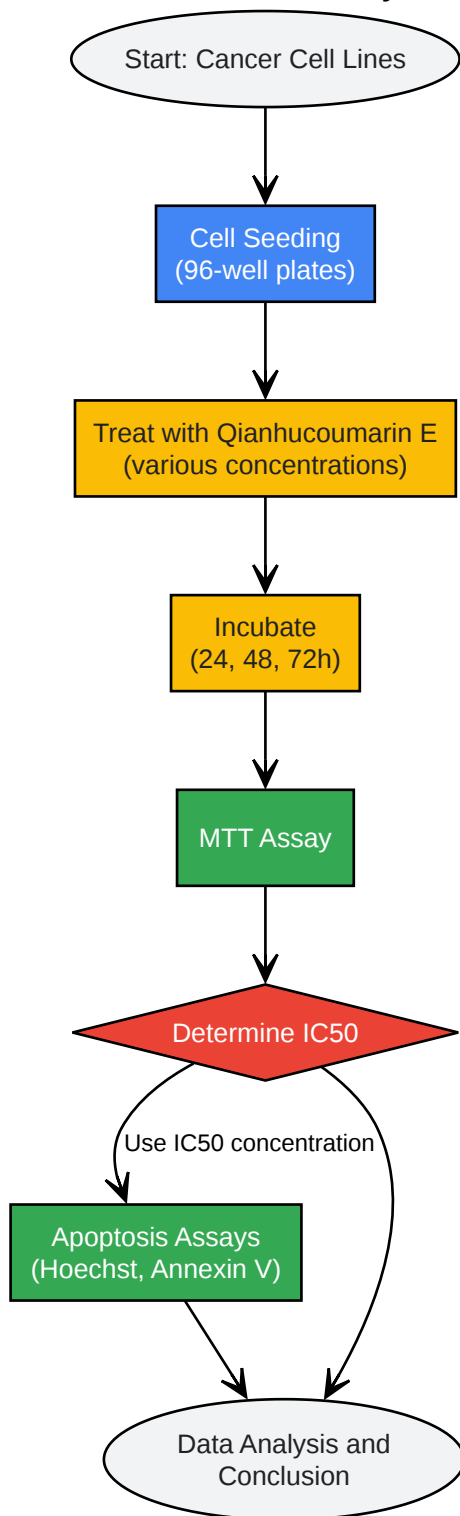 Start: Cancer Cell Lines
Cell Seeding
(96-well plates)
Treat with Qianhucoumarin E
(various concentrations)
Incubate
(24, 48, 72h)
MTT Assay
Determine IC50
Use IC50 concentration
Apoptosis Assays
(Hoechst, Annexin V)
Data Analysis and
Conclusion